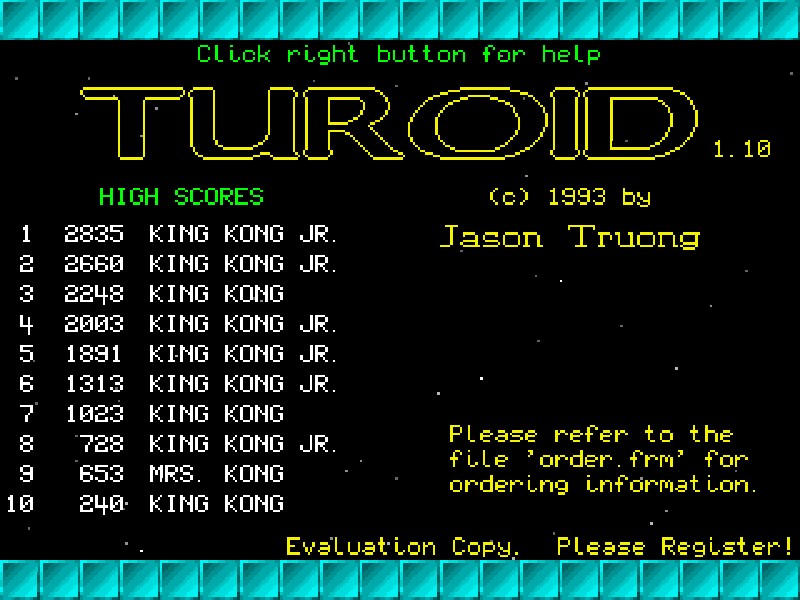 Click right button for help
TUROID 1.10
HIGH SCORES
1 2835 KING KONG JR.
2 2660 KING KONG JR.
3 2248 KING KONG
4 2003 KING KONG JR.
5 1891 KING KONG JR.
6 1313 KING KONG JR.
7 1023 KING KONG
8 728 KING KONG JR.
9 653 MRS. KONG
10 240 KING KONG
(c) 1993 by
Jason Truong
Please refer to the
file 'order.frm' for
ordering information.
Evaluation Copy. Please Register!